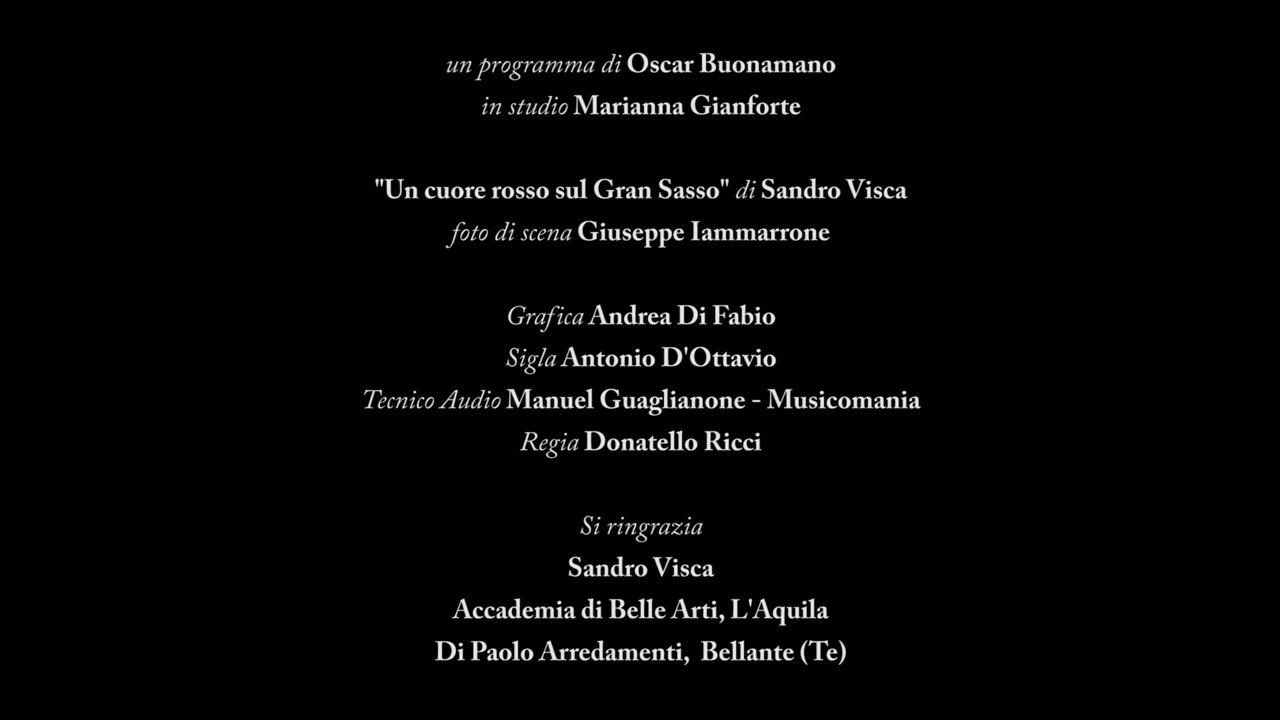 un programma di Oscar Buonamano
in studio Marianna Gianforte
"Un cuore rosso sul Gran Sasso" di Sandro Visca
foto di scena Giuseppe Iammarrone
Grafica Andrea Di Fabio
Sigla Antonio D'Ottavio
Tecnico Audio Manuel Guaglianone - Musicomania
Regia Donatello Ricci
Si ringrazia
Sandro Visca
Accademia di Belle Arti, L'Aquila
Di Paolo Arredamenti,  Bellante (Te)